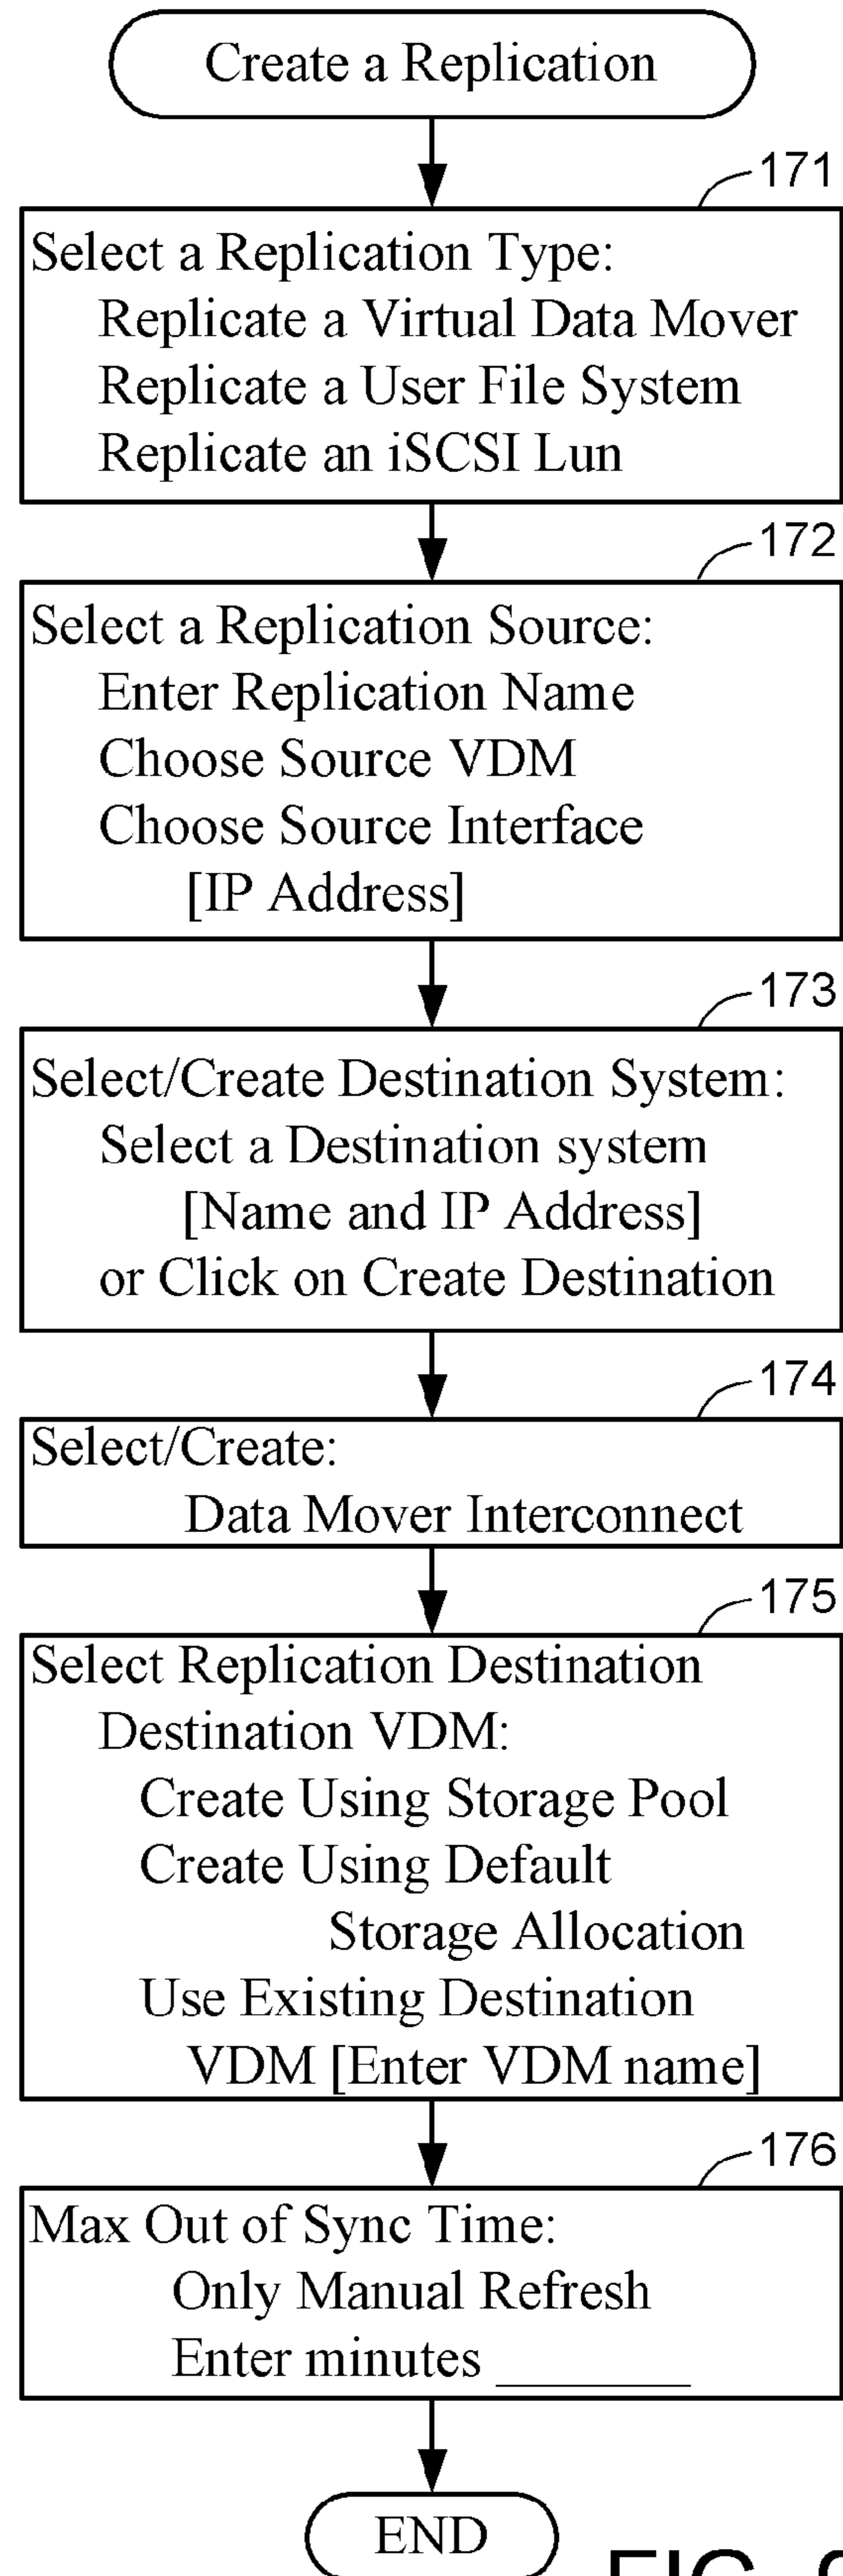 Create a Replication
171
Select a Replication Type:
Replicate a Virtual Data Mover
Replicate a User File System
Replicate an iSCSI Lun
172
Select a Replication Source:
Enter Replication Name
Choose Source VDM
Choose Source Interface
[IP Address]
173
Select/Create Destination System:
Select a Destination system
[Name and IP Address]
or Click on Create Destination
174
Select/Create:
Data Mover Interconnect
175
Select Replication Destination
Destination VDM:
Create Using Storage Pool
Create Using Default
Storage Allocation
Use Existing Destination
VDM [Enter VDM name]
176
Max Out of Sync Time:
Only Manual Refresh
Enter minutes ________
END
FIG.